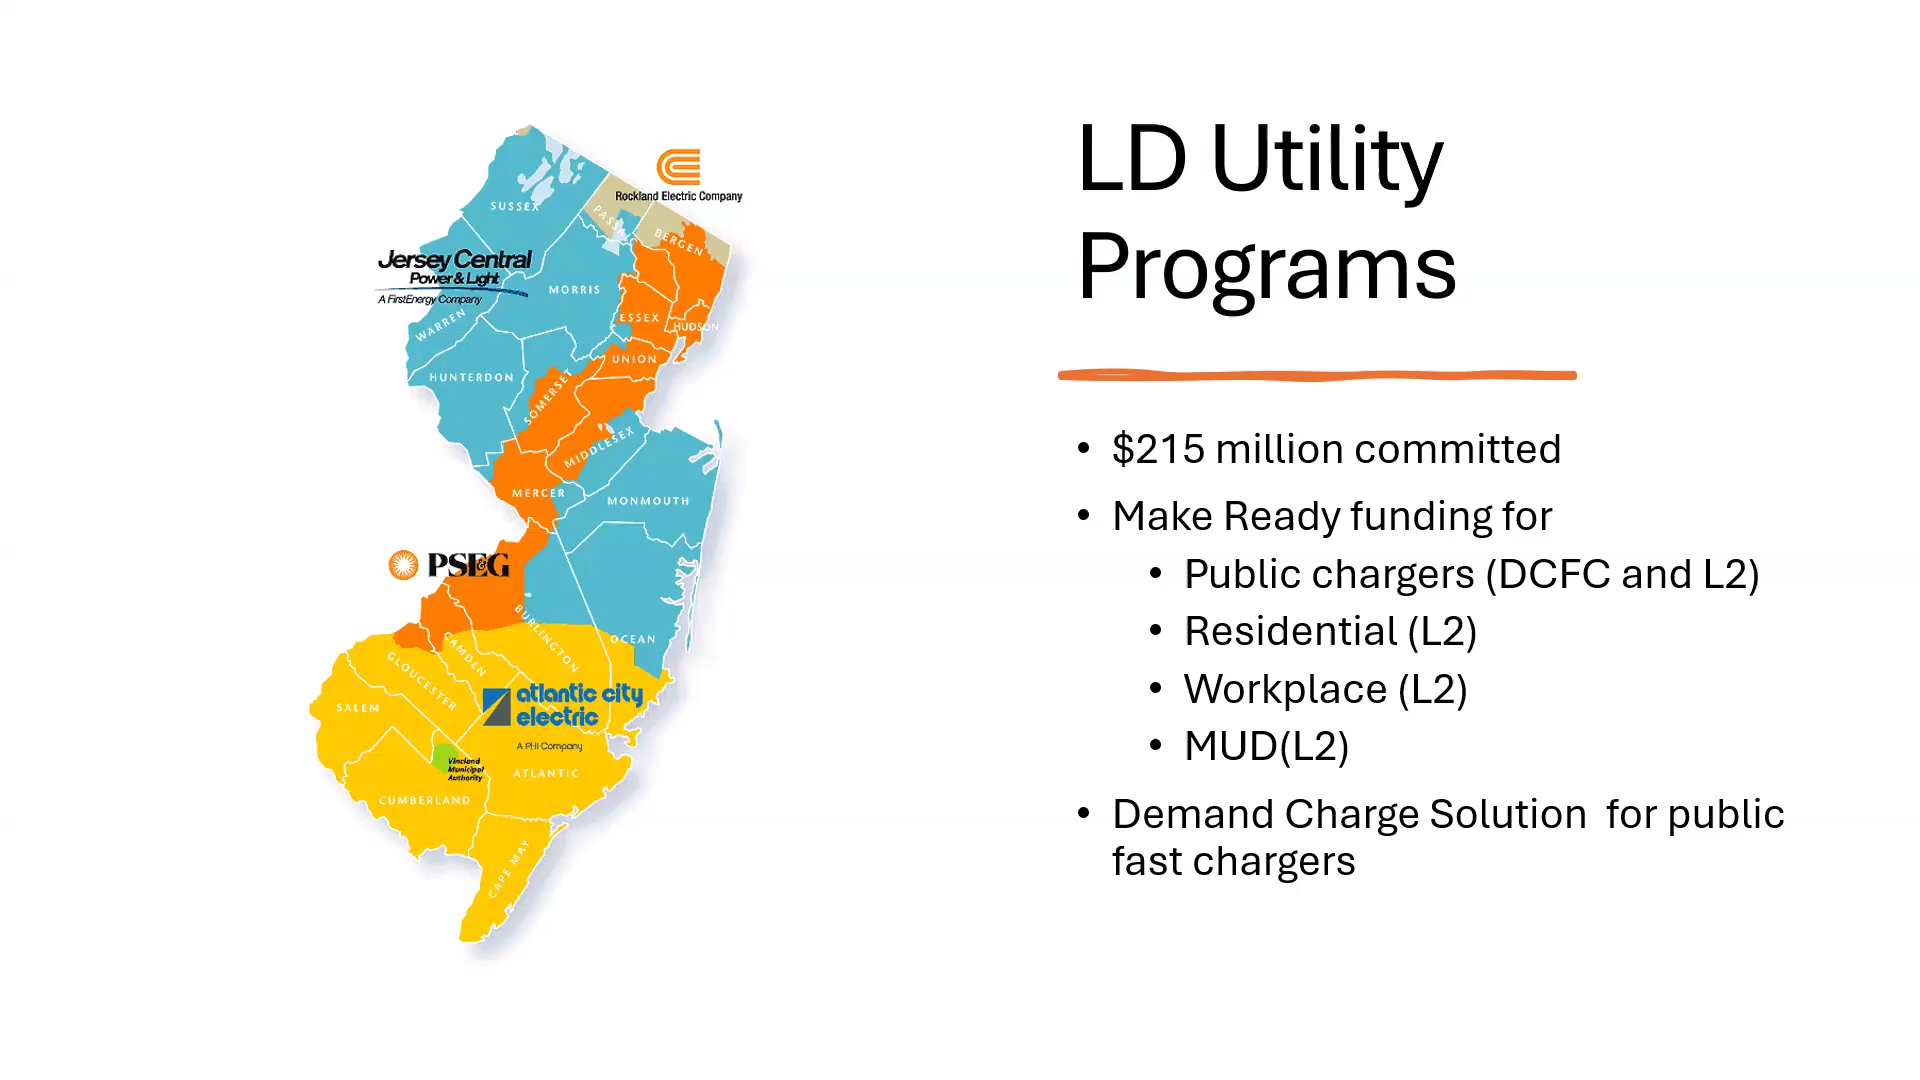 LD Utility
Programs
• $215 million committed
• Make Ready funding for
• Public chargers (DCFC and L2)
• Residential (L2)
• Workplace (L2)
• MUD(L2)
• Demand Charge Solution for public
fast chargers
Rockland Electric Company
SUSSEX
PASSAIC
BERGEN
Jersey Central
Power & Light
A FirstEnergy Company
MORRIS
WARREN
ESSEX
HUDSON
UNION
HUNTERDON
SOMERSET
MIDDLESEX
MERCER
MONMOUTH
PSE&G
BURLINGTON
OCEAN
CAMDEN
GLOUCESTER
SALEM
atlantic city
electric
A PHI Company
Vineland
Municipal
Authority
ATLANTIC
CUMBERLAND
CAPE MAY